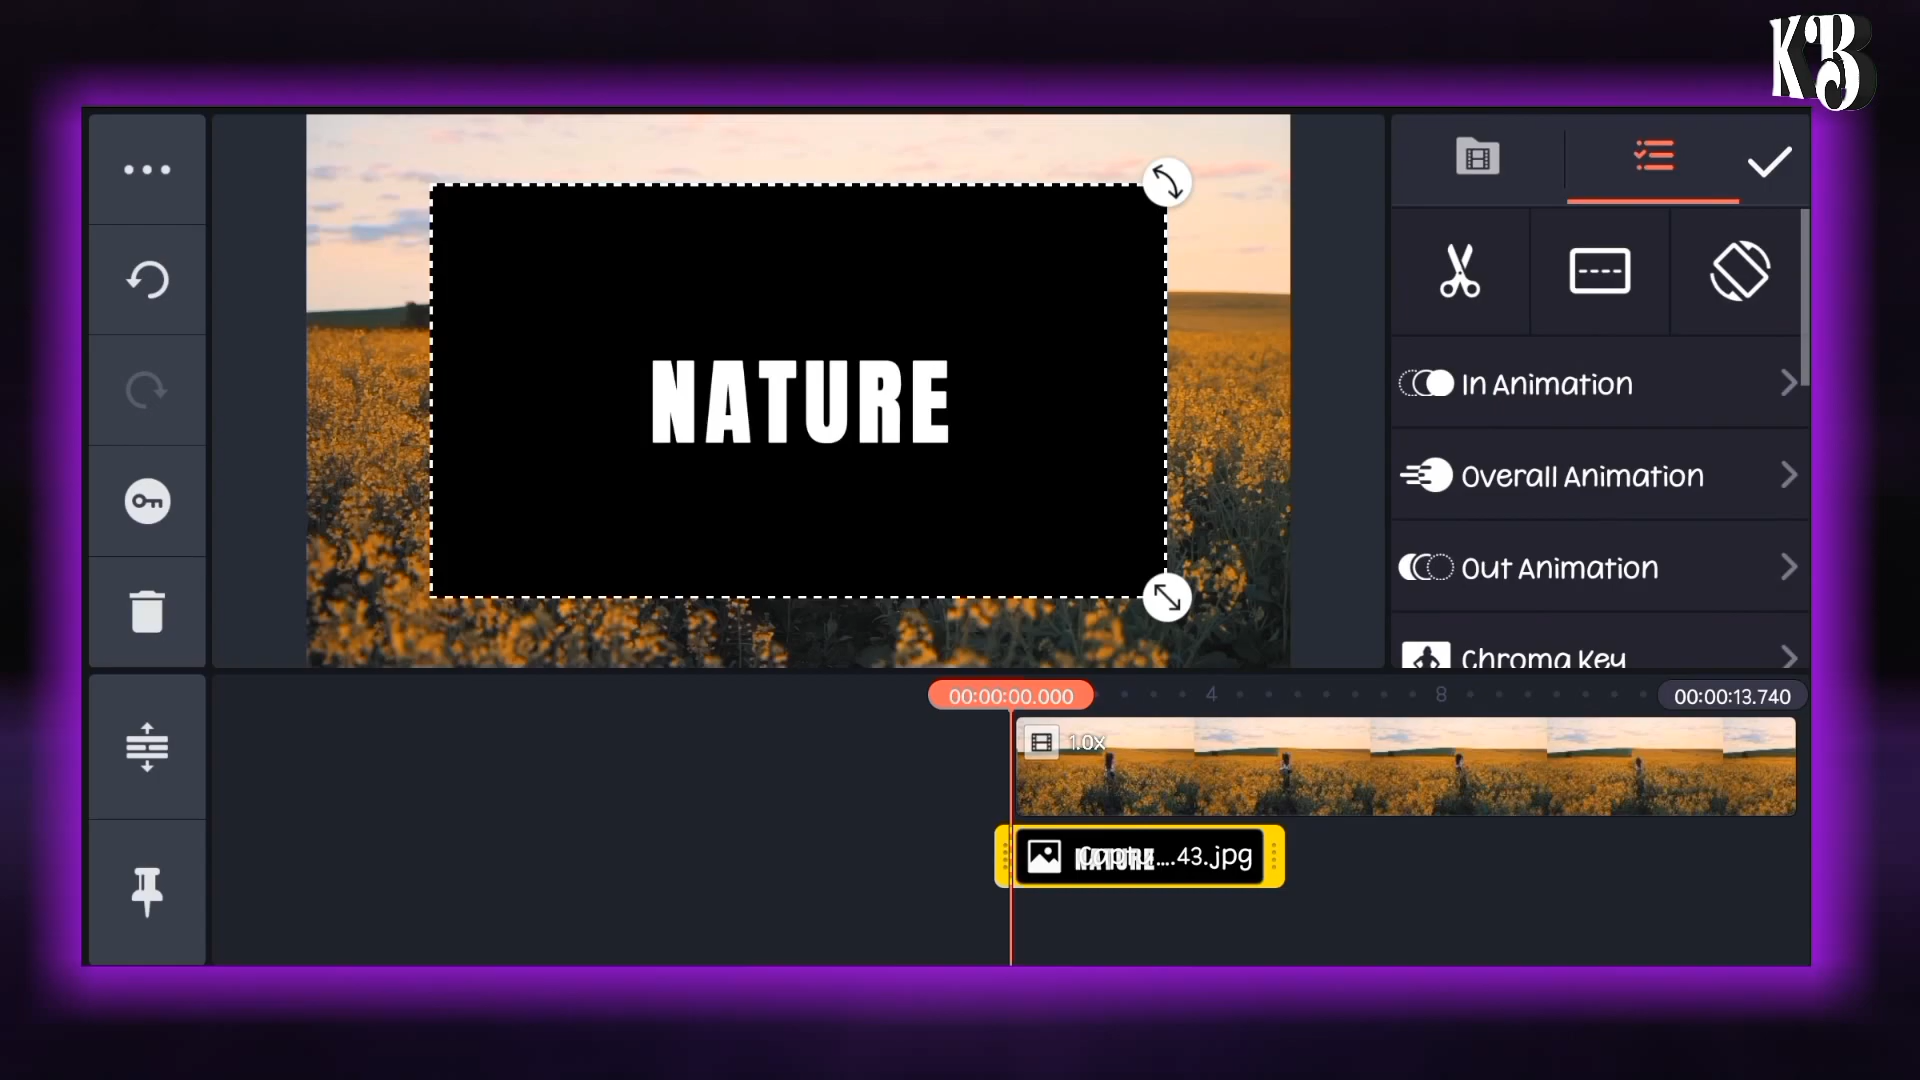 KB
NATURE
In Animation
Overall Animation
Out Animation
Chroma Key
00:00:00.000
4
8
00:00:13.740
1.0x
NATURE
....43.jpg